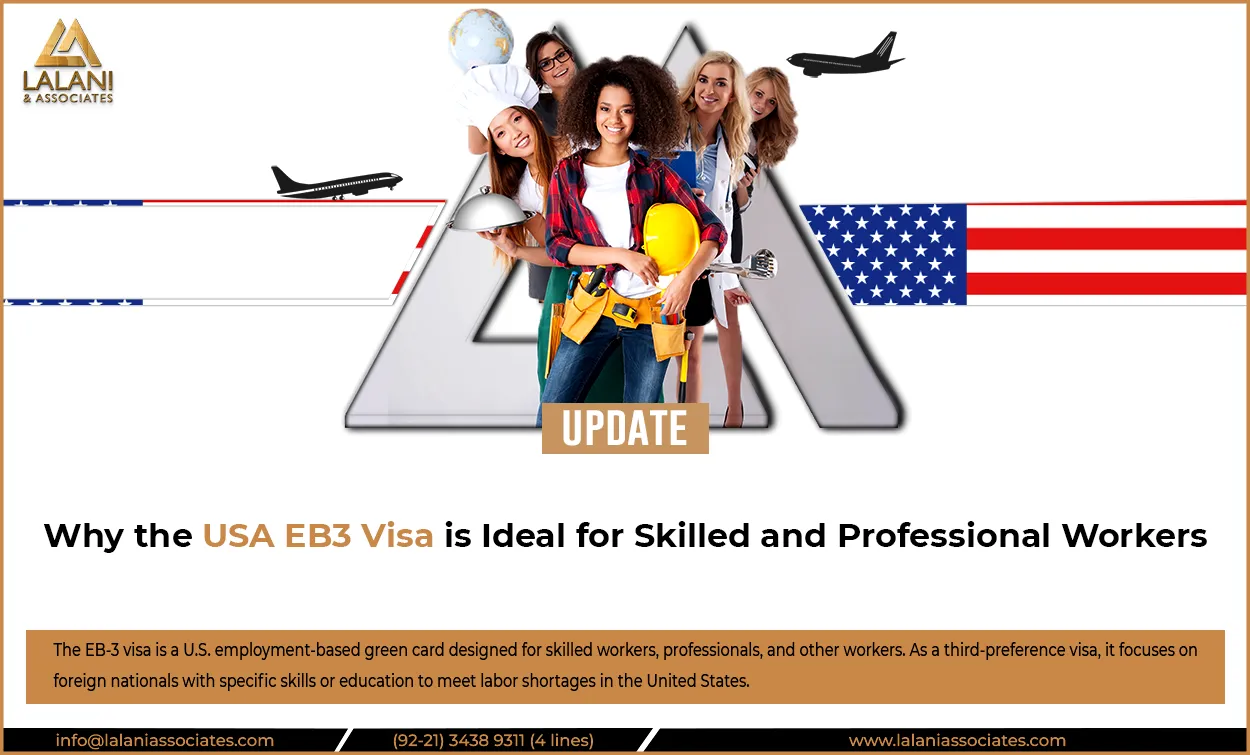 LALANI
& ASSOCIATES
UPDATE
Why the USA EB3 Visa is Ideal for Skilled and Professional Workers
The EB-3 visa is a U.S. employment-based green card designed for skilled workers, professionals, and other workers. As a third-preference visa, it focuses on
foreign nationals with specific skills or education to meet labor shortages in the United States.
info@lalaniassociates.com
(92-21) 3438 9311 (4 lines)
www.lalaniassociates.com